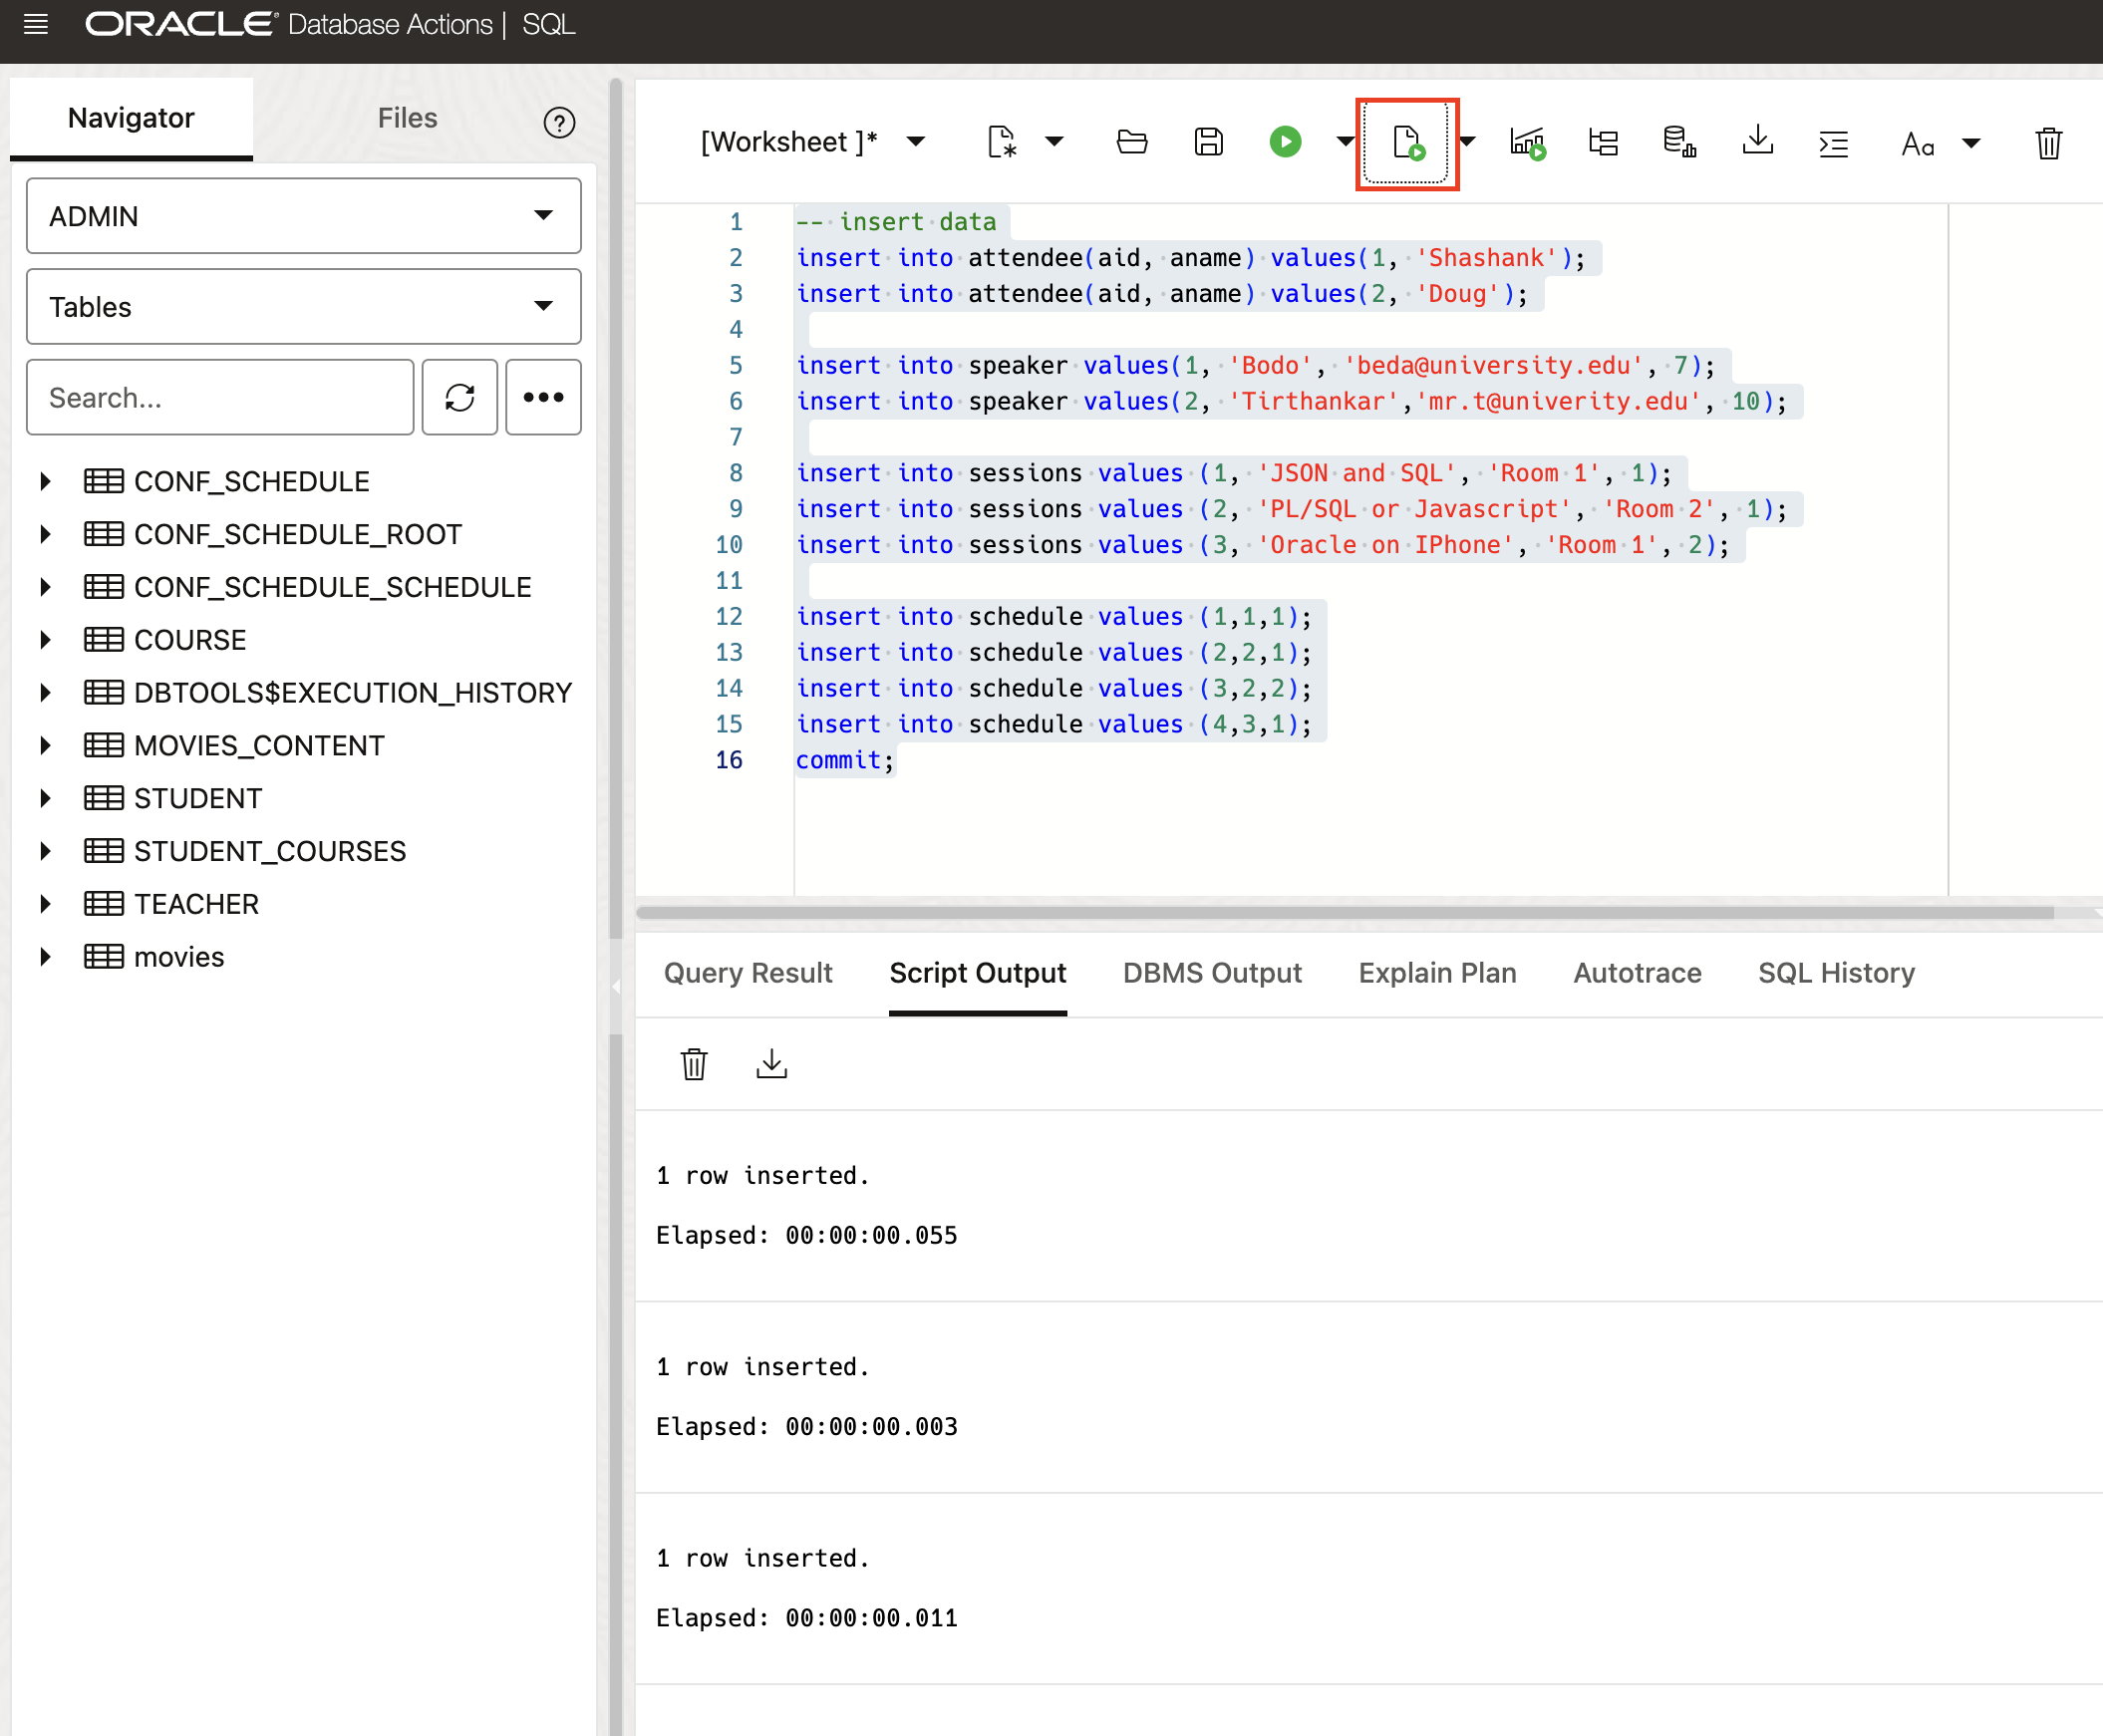 ORACLE Database Actions | SQL
Navigator
Files
?
ADMIN
Tables
Search...
CONF_SCHEDULE
CONF_SCHEDULE_ROOT
CONF_SCHEDULE_SCHEDULE
COURSE
DBTOOLS$EXECUTION_HISTORY
MOVIES_CONTENT
STUDENT
STUDENT_COURSES
TEACHER
movies
[Worksheet ]*
Aa
1 -- insert data
2 insert into attendee(aid, aname) values(1, 'Shashank');
3 insert into attendee(aid, aname) values(2, 'Doug');
4
5 insert into speaker values(1, 'Bodo', 'beda@university.edu', 7);
6 insert into speaker values(2, 'Tirthankar','mr.t@univerity.edu', 10);
7
8 insert into sessions values (1, 'JSON and SQL', 'Room 1', 1);
9 insert into sessions values (2, 'PL/SQL or Javascript', 'Room 2', 1);
10 insert into sessions values (3, 'Oracle on IPhone', 'Room 1', 2);
11
12 insert into schedule values (1,1,1);
13 insert into schedule values (2,2,1);
14 insert into schedule values (3,2,2);
15 insert into schedule values (4,3,1);
16 commit;
Query Result Script Output DBMS Output Explain Plan Autotrace SQL History
1 row inserted.
Elapsed: 00:00:00.055
1 row inserted.
Elapsed: 00:00:00.003
1 row inserted.
Elapsed: 00:00:00.011